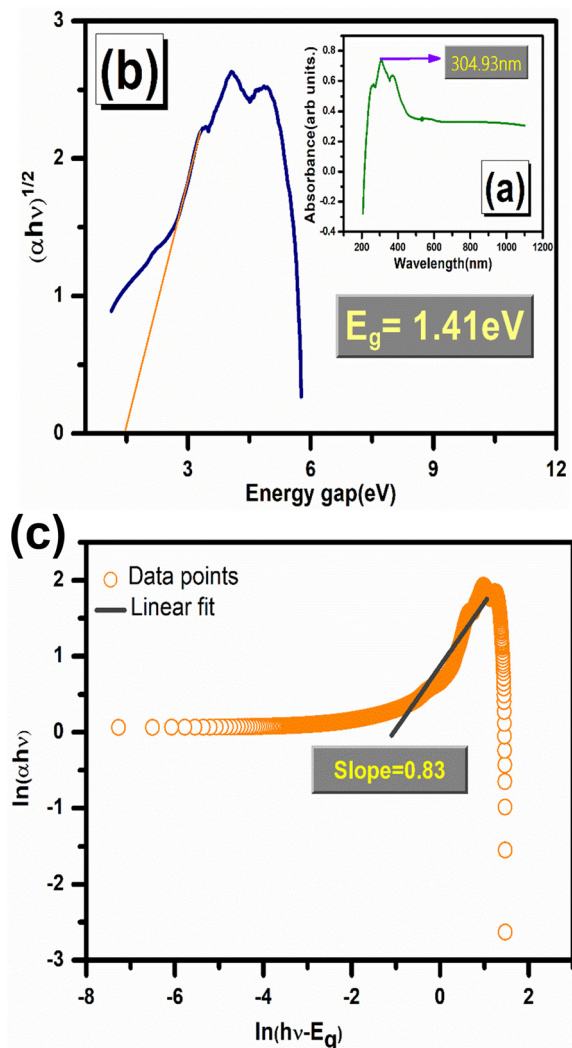 (b)
(αhν)1/2
3
2
1
0
3
6
9
12
Energy gap(eV)
Eg= 1.41eV
(a)
304.93nm
Absorbance(arb units.)
0.8
0.6
0.4
0.2
0.0
-0.2
-0.4
0
200
400
600
800
1000
1200
Wavelength(nm)
(c)
Data points
Linear fit
Slope=0.83
ln(αhν)
2
1
0
-1
-2
-3
-8
-6
-4
-2
0
2
ln(hν-Eg)